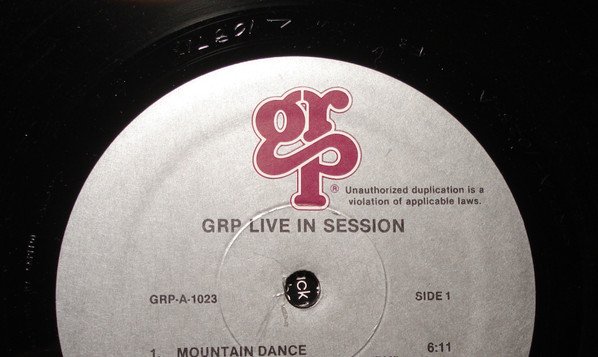 grp
® Unauthorized duplication is a
violation of applicable laws.
GRP LIVE IN SESSION
GRP-A-1023 SIDE 1
1. MOUNTAIN DANCE 6:11